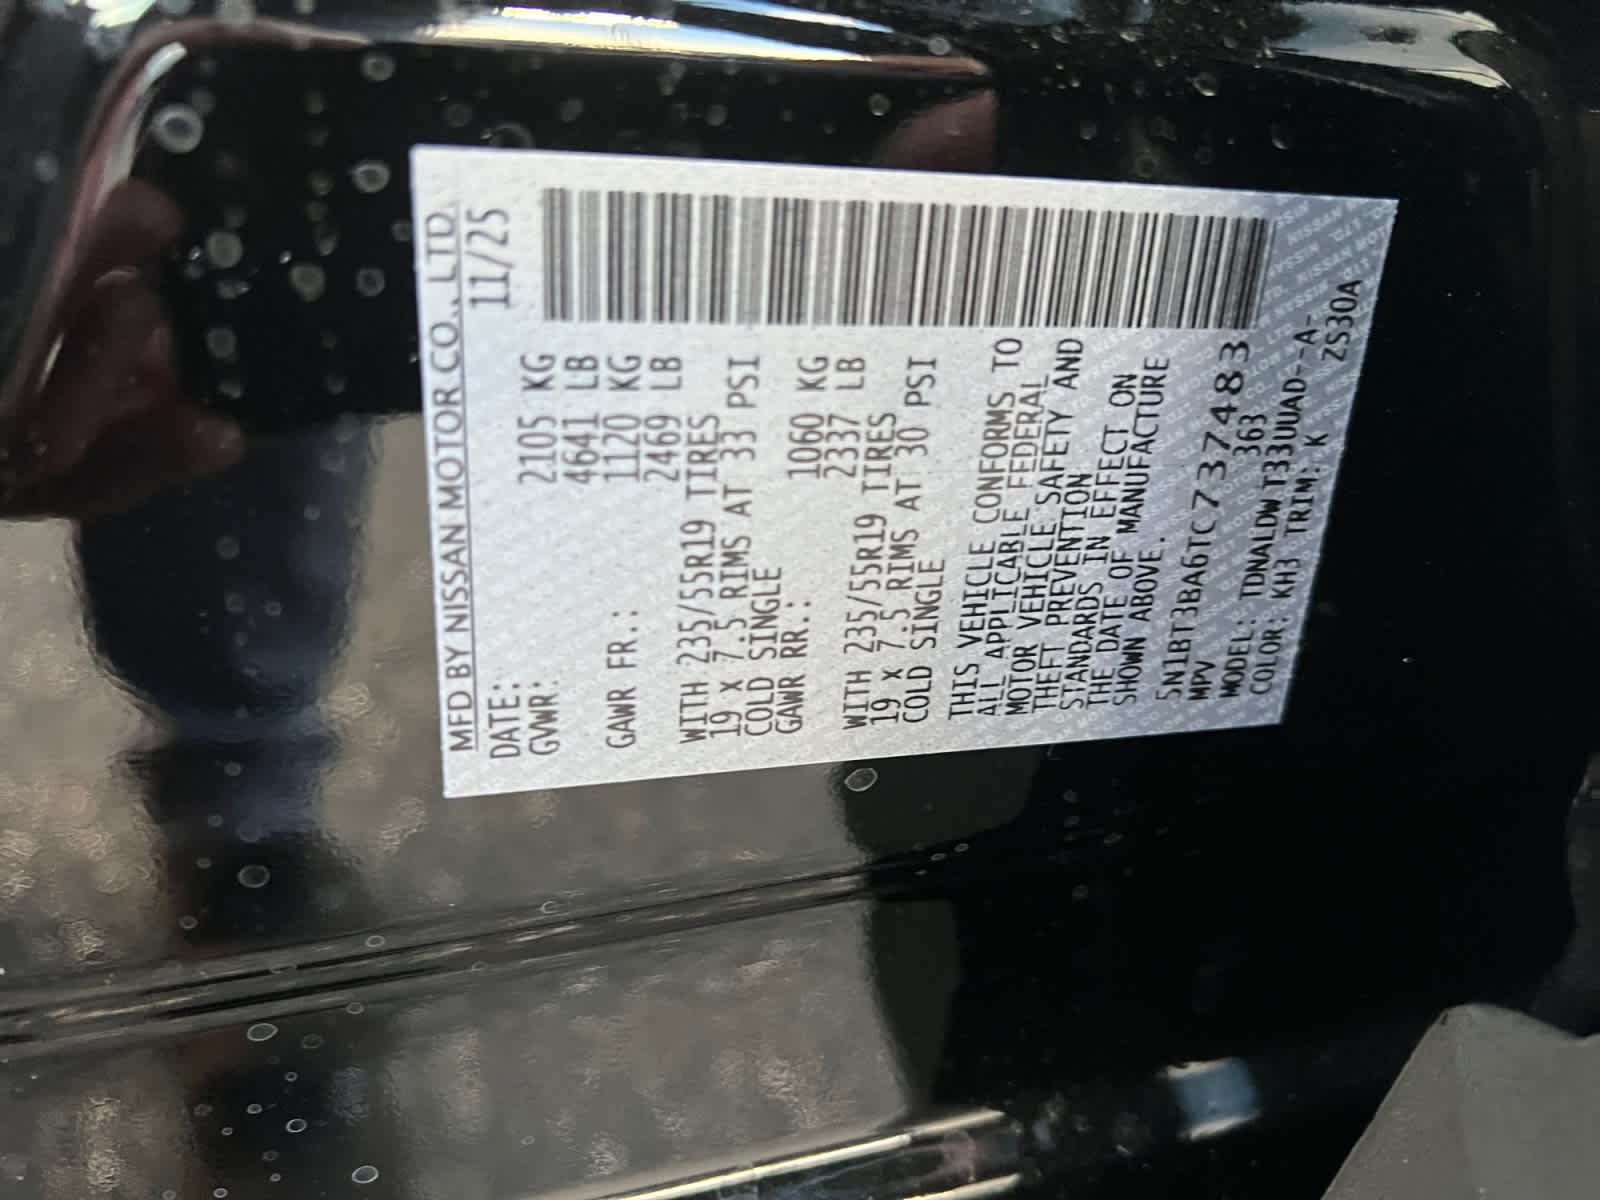 MFD BY NISSAN MOTOR CO., LTD.
DATE: 11/25
GVWR: 2105 KG
4641 LB
GAWR FR.: 1120 KG
2469 LB
WITH 235/55R19 TIRES
19 X 7.5 RIMS AT 33 PSI
COLD SINGLE
GAWR RR.: 1060 KG
2337 LB
WITH 235/55R19 TIRES
19 X 7.5 RIMS AT 30 PSI
COLD SINGLE
THIS VEHICLE CONFORMS TO
ALL APPLICABLE FEDERAL
MOTOR VEHICLE SAFETY AND
THEFT PREVENTION
STANDARDS IN EFFECT ON
THE DATE OF MANUFACTURE
SHOWN ABOVE.
5N1BT3BA6TC737483
MPV 363
MODEL: TDNALDWT33UUAD--A-
COLOR: KH3 TRIM: K ZS30A